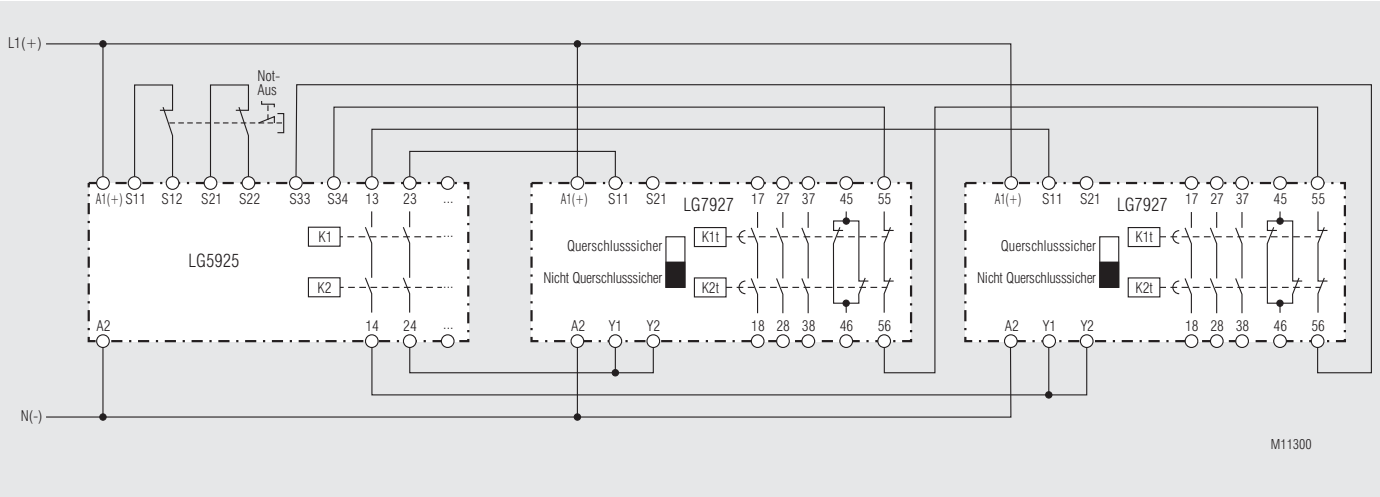 L1(+)
Not-
Aus
A1(+) S11 S12 S21 S22 S33 S34 13 23 ...
A1(+) S11 S21 LG7927 17 27 37 45 55
A1(+) S11 S21 LG7927 17 27 37 45 55
K1 ...
LG5925
K2 ...
Querschlusssicher K1t
Nicht Querschlusssicher K2t
Querschlusssicher K1t
Nicht Querschlusssicher K2t
A2 14 24 ...
A2 Y1 Y2 18 28 38 46 56
A2 Y1 Y2 18 28 38 46 56
N(-)
M11300